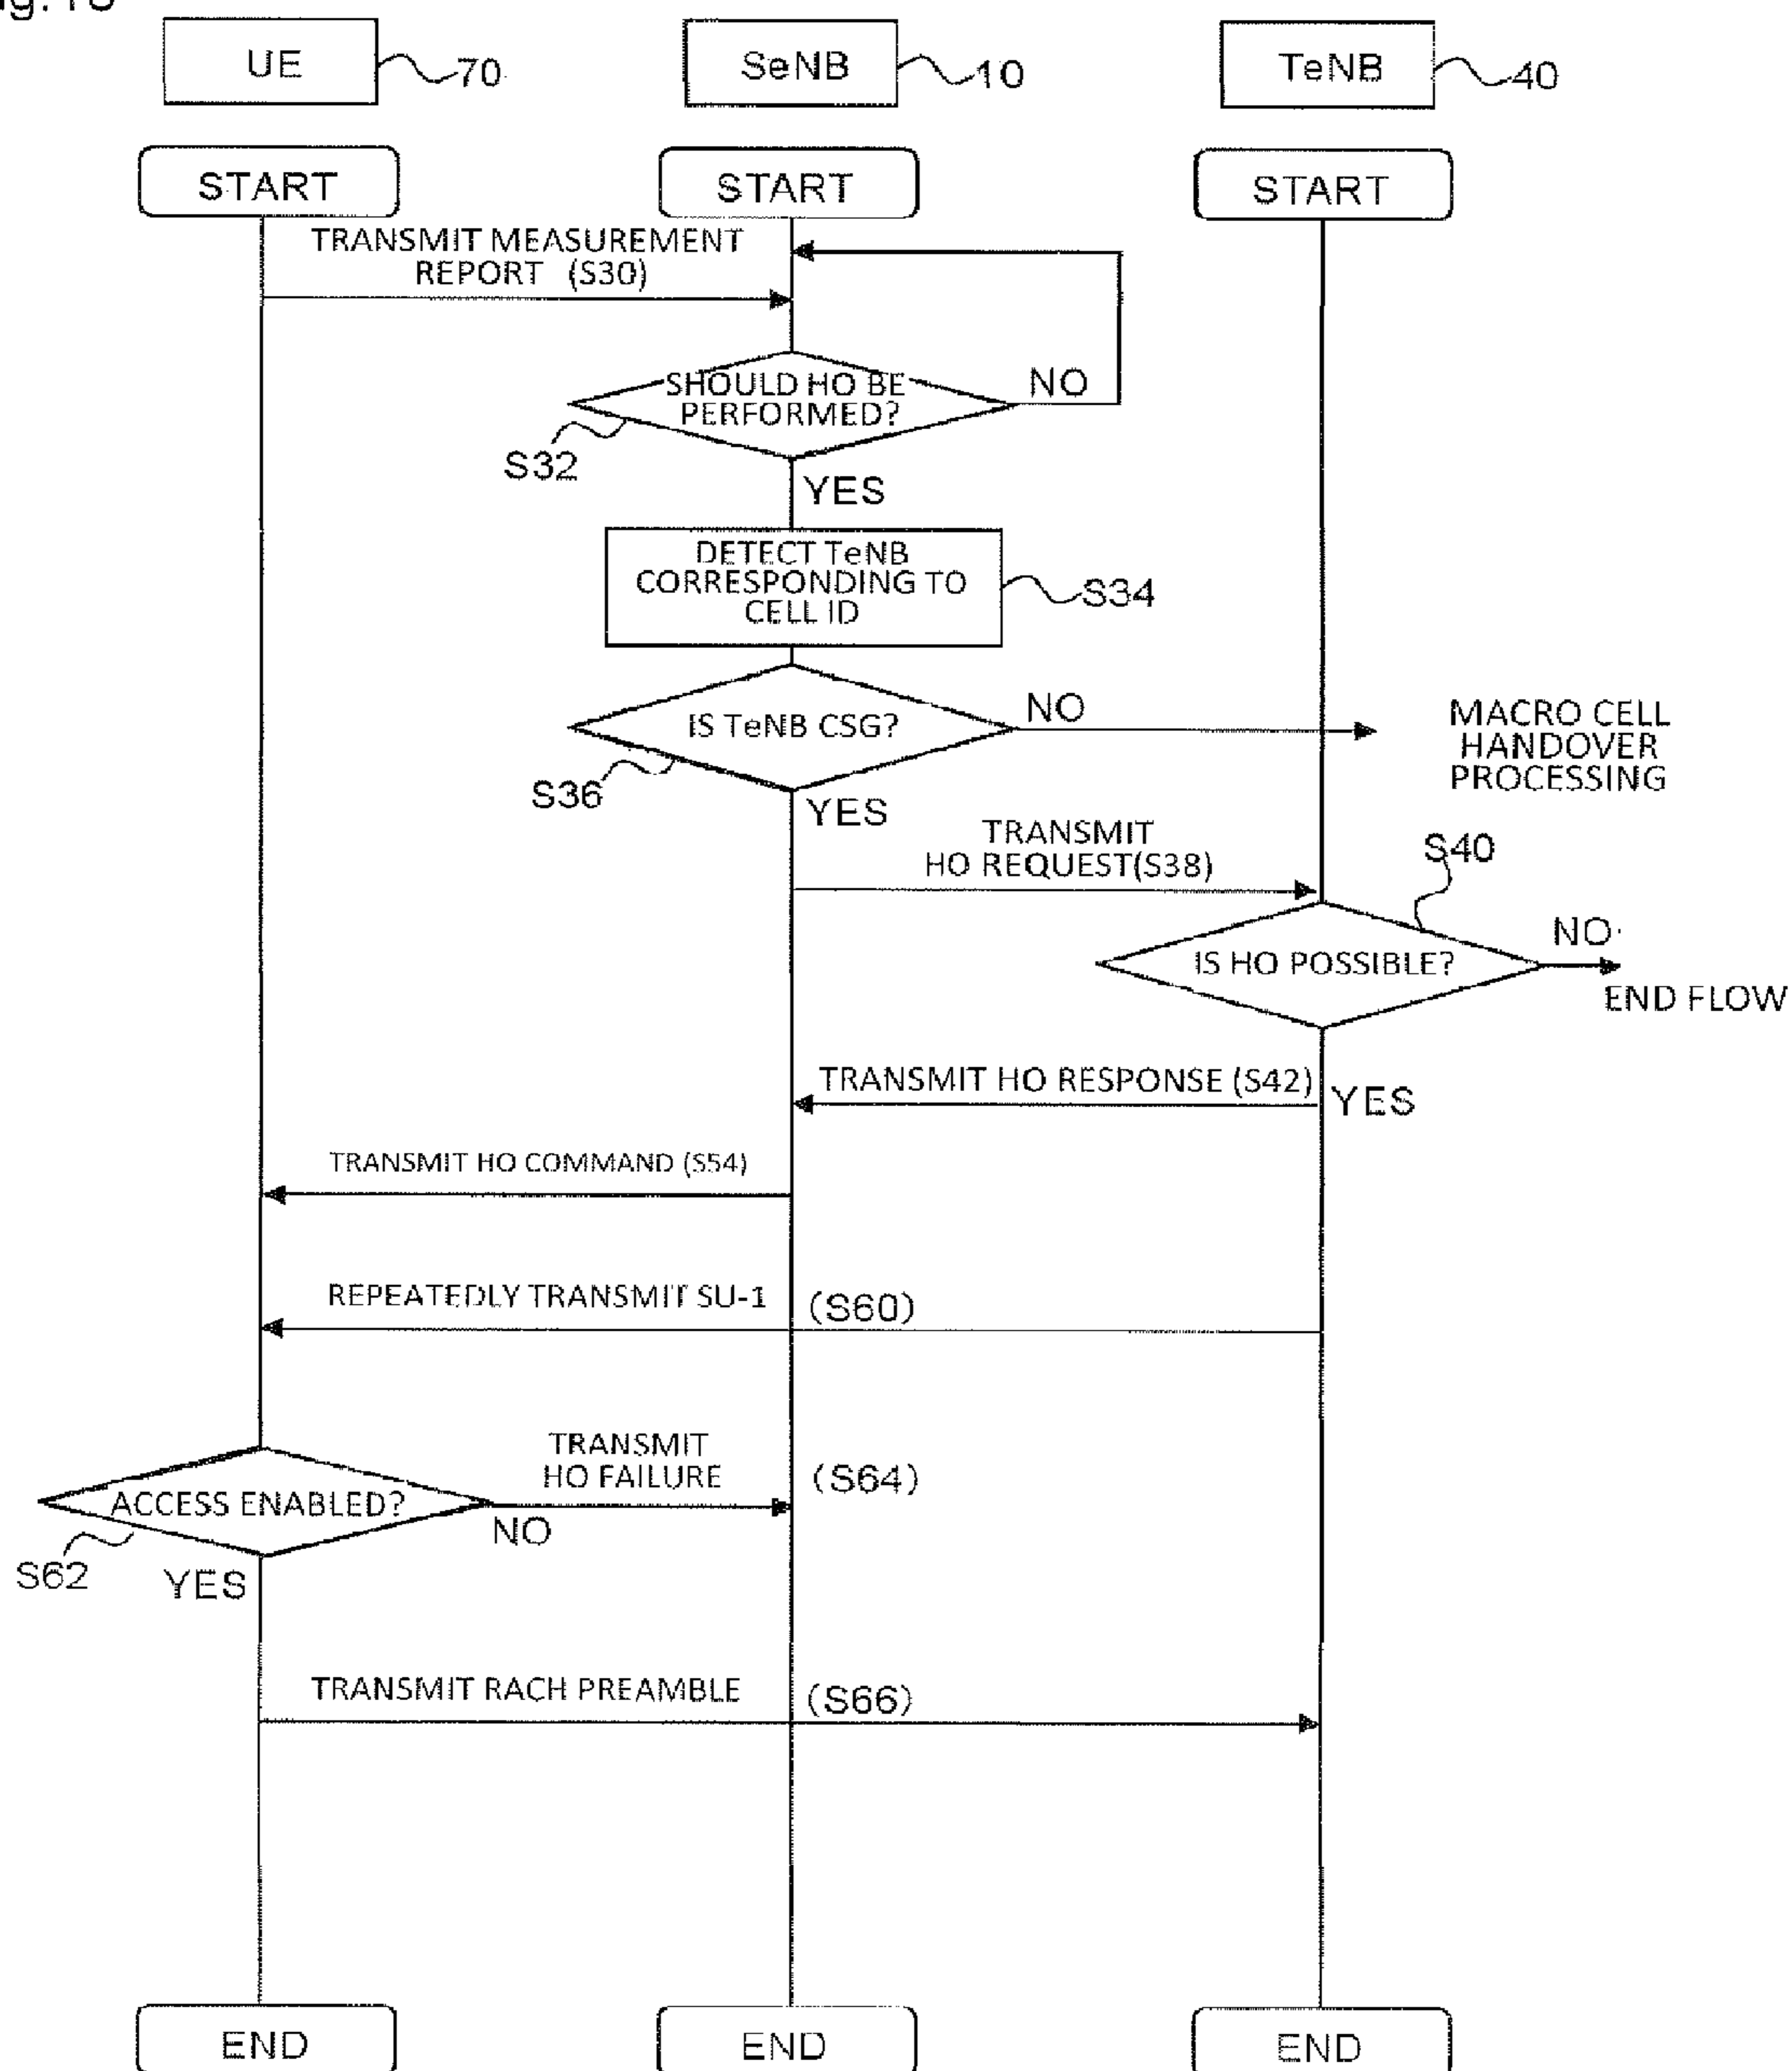 UE
70
SeNB
10
TeNB
40
START
START
START
TRANSMIT MEASUREMENT
REPORT (S30)
SHOULD HO BE
PERFORMED?
NO
S32
YES
DETECT TeNB
CORRESPONDING TO
CELL ID
S34
IS TeNB CSG?
NO
MACRO CELL
HANDOVER
PROCESSING
S36
YES
TRANSMIT
HO REQUEST(S38)
S40
IS HO POSSIBLE?
NO
END FLOW
TRANSMIT HO RESPONSE (S42)
YES
TRANSMIT HO COMMAND (S54)
REPEATEDLY TRANSMIT SU-1
(S60)
TRANSMIT
HO FAILURE
(S64)
ACCESS ENABLED?
NO
S62
YES
TRANSMIT RACH PREAMBLE
(S66)
END
END
END